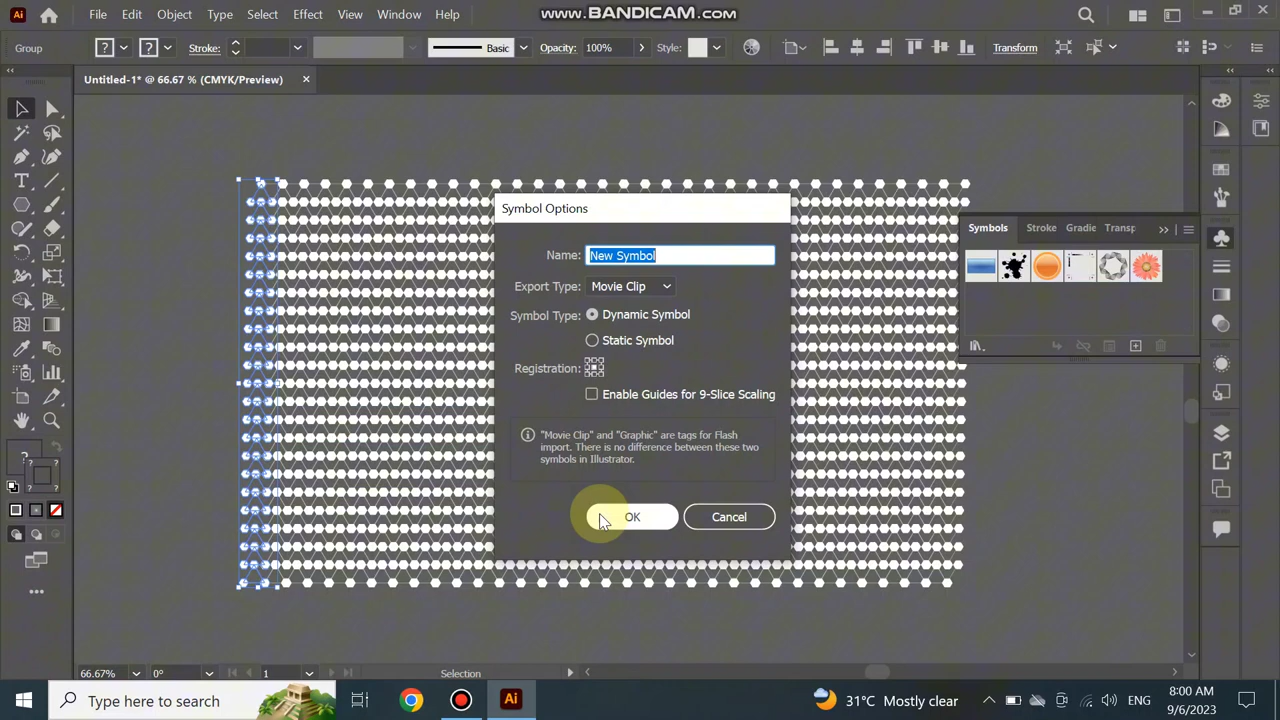 www.BANDICAM.com
Ai File Edit Object Type Select Effect View Window Help
Group ? ? Stroke: Basic Opacity: 100% Style: Transform
Untitled-1* @ 66.67 % (CMYK/Preview)
Symbol Options
Name: New Symbol
Export Type: Movie Clip
Symbol Type: Dynamic Symbol
Static Symbol
Registration:
Enable Guides for 9-Slice Scaling
"Movie Clip" and "Graphic" are tags for Flash
import. There is no difference between these two
symbols in Illustrator.
OK Cancel
Symbols Stroke Gradie Transp
66.67% 0° 1 Selection
Type here to search Ai 31°C Mostly clear ENG 8:00 AM
9/6/2023